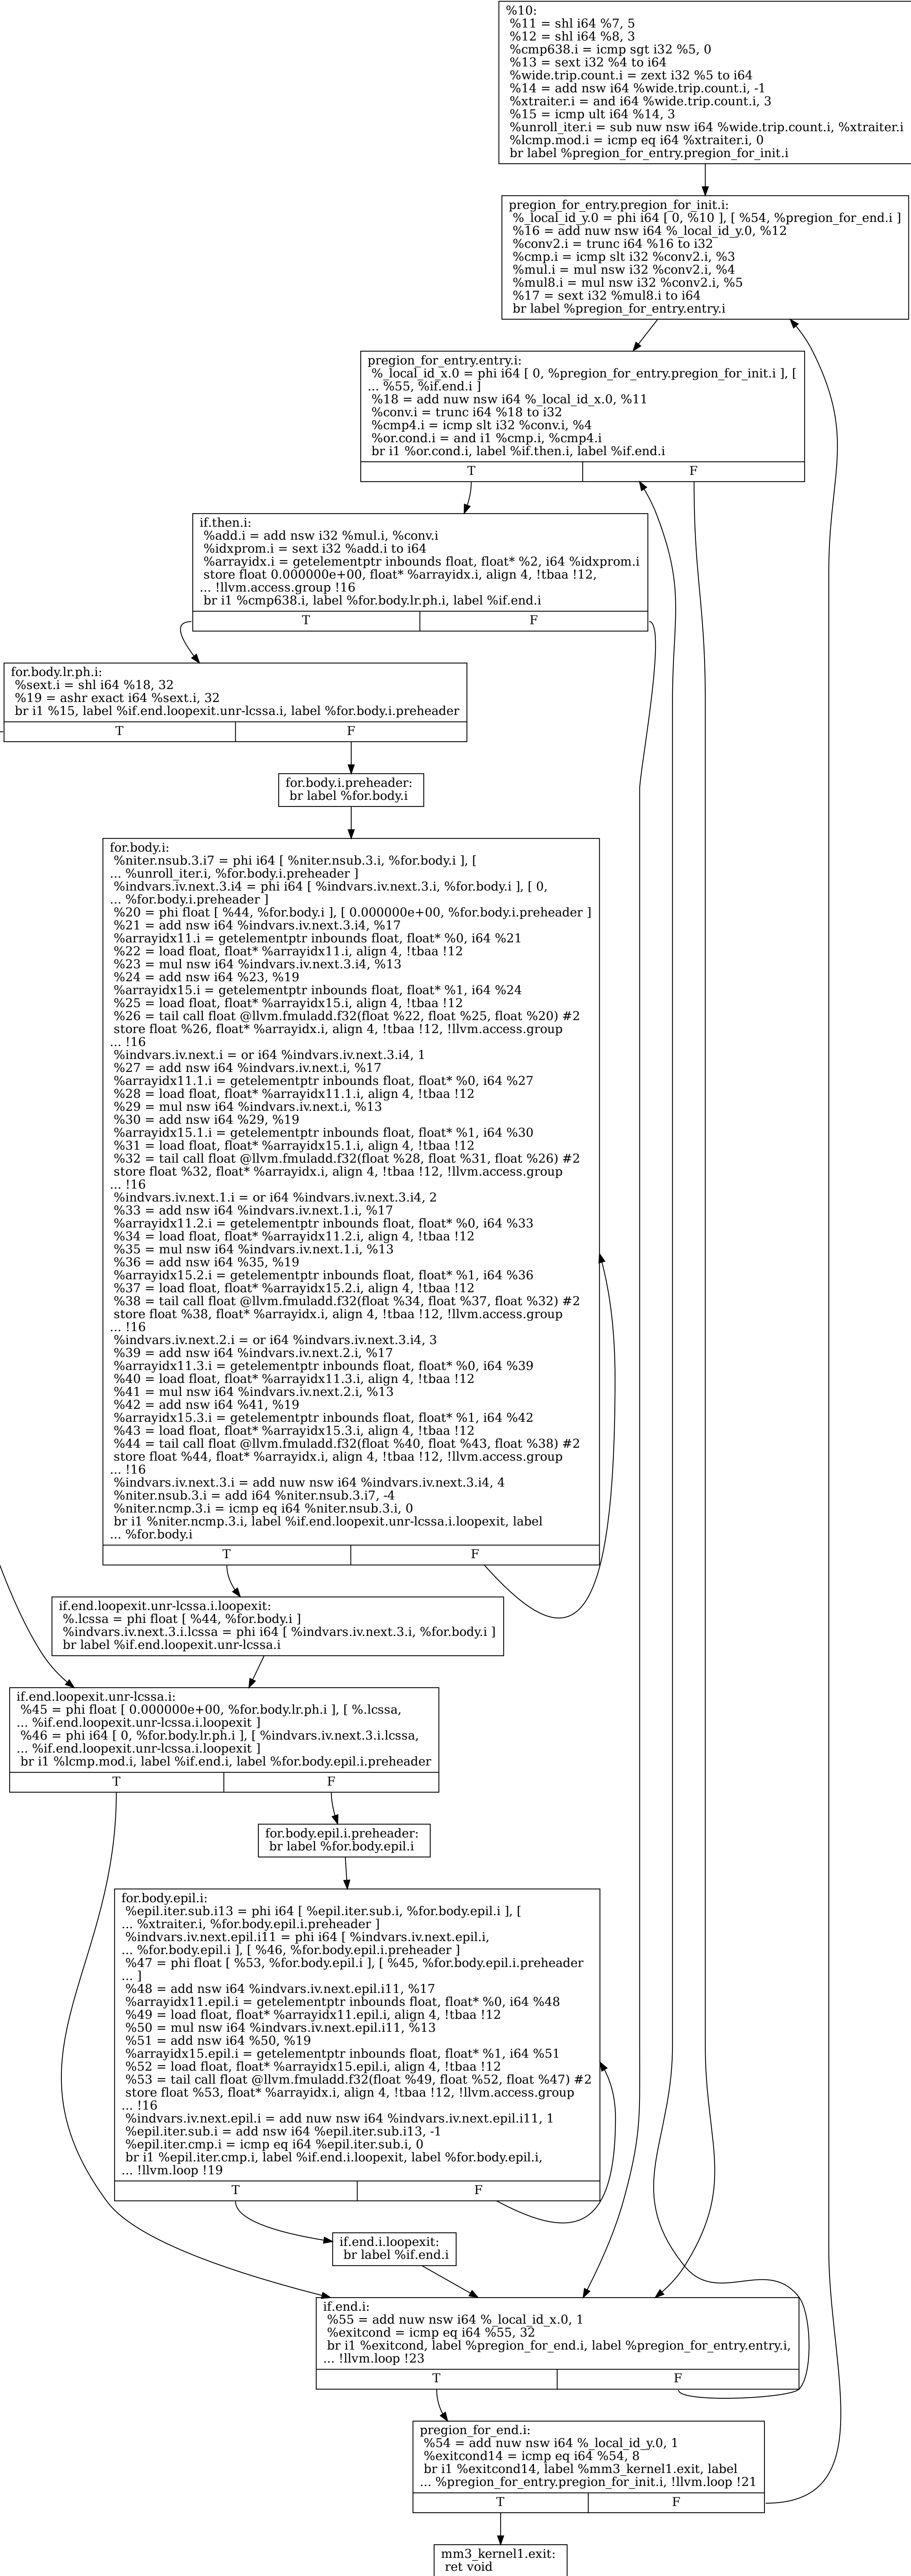 %10:
%11 = shl i64 %7, 5
%12 = shl i64 %8, 3
%cmp638.i = icmp sgt i32 %5, 0
%13 = sext i32 %4 to i64
%wide.trip.count.i = zext i32 %5 to i64
%14 = add nsw i64 %wide.trip.count.i, -1
%xtraiter.i = and i64 %wide.trip.count.i, 3
%15 = icmp ult i64 %14, 3
%unroll_iter.i = sub nuw nsw i64 %wide.trip.count.i, %xtraiter.i
%lcmp.mod.i = icmp eq i64 %xtraiter.i, 0
br label %pregion_for_entry.pregion_for_init.i
pregion_for_entry.pregion_for_init.i:
%_local_id_y.0 = phi i64 [ 0, %10 ], [ %54, %pregion_for_end.i ]
%16 = add nuw nsw i64 %_local_id_y.0, %12
%conv2.i = trunc i64 %16 to i32
%cmp.i = icmp slt i32 %conv2.i, %3
%mul.i = mul nsw i32 %conv2.i, %4
%mul8.i = mul nsw i32 %conv2.i, %5
%17 = sext i32 %mul8.i to i64
br label %pregion_for_entry.entry.i
pregion_for_entry.entry.i:
%_local_id_x.0 = phi i64 [ 0, %pregion_for_entry.pregion_for_init.i ], [
... %55, %if.end.i ]
%18 = add nuw nsw i64 %_local_id_x.0, %11
%conv.i = trunc i64 %18 to i32
%cmp4.i = icmp slt i32 %conv.i, %4
%or.cond.i = and i1 %cmp.i, %cmp4.i
br i1 %or.cond.i, label %if.then.i, label %if.end.i
T F
if.then.i:
%add.i = add nsw i32 %mul.i, %conv.i
%idxprom.i = sext i32 %add.i to i64
%arrayidx.i = getelementptr inbounds float, float* %2, i64 %idxprom.i
store float 0.000000e+00, float* %arrayidx.i, align 4, !tbaa !12,
... !llvm.access.group !16
br i1 %cmp638.i, label %for.body.lr.ph.i, label %if.end.i
T F
for.body.lr.ph.i:
%sext.i = shl i64 %18, 32
%19 = ashr exact i64 %sext.i, 32
br i1 %15, label %if.end.loopexit.unr-lcssa.i, label %for.body.i.preheader
T F
for.body.i.preheader:
br label %for.body.i
for.body.i:
%niter.nsub.3.i7 = phi i64 [ %niter.nsub.3.i, %for.body.i ], [
... %unroll_iter.i, %for.body.i.preheader ]
%indvars.iv.next.3.i4 = phi i64 [ %indvars.iv.next.3.i, %for.body.i ], [ 0,
... %for.body.i.preheader ]
%20 = phi float [ %44, %for.body.i ], [ 0.000000e+00, %for.body.i.preheader ]
%21 = add nsw i64 %indvars.iv.next.3.i4, %17
%arrayidx11.i = getelementptr inbounds float, float* %0, i64 %21
%22 = load float, float* %arrayidx11.i, align 4, !tbaa !12
%23 = mul nsw i64 %indvars.iv.next.3.i4, %13
%24 = add nsw i64 %23, %19
%arrayidx15.i = getelementptr inbounds float, float* %1, i64 %24
%25 = load float, float* %arrayidx15.i, align 4, !tbaa !12
%26 = tail call float @llvm.fmuladd.f32(float %22, float %25, float %20) #2
store float %26, float* %arrayidx.i, align 4, !tbaa !12, !llvm.access.group
... !16
%indvars.iv.next.i = or i64 %indvars.iv.next.3.i4, 1
%27 = add nsw i64 %indvars.iv.next.i, %17
%arrayidx11.1.i = getelementptr inbounds float, float* %0, i64 %27
%28 = load float, float* %arrayidx11.1.i, align 4, !tbaa !12
%29 = mul nsw i64 %indvars.iv.next.i, %13
%30 = add nsw i64 %29, %19
%arrayidx15.1.i = getelementptr inbounds float, float* %1, i64 %30
%31 = load float, float* %arrayidx15.1.i, align 4, !tbaa !12
%32 = tail call float @llvm.fmuladd.f32(float %28, float %31, float %26) #2
store float %32, float* %arrayidx.i, align 4, !tbaa !12, !llvm.access.group
... !16
%indvars.iv.next.1.i = or i64 %indvars.iv.next.3.i4, 2
%33 = add nsw i64 %indvars.iv.next.1.i, %17
%arrayidx11.2.i = getelementptr inbounds float, float* %0, i64 %33
%34 = load float, float* %arrayidx11.2.i, align 4, !tbaa !12
%35 = mul nsw i64 %indvars.iv.next.1.i, %13
%36 = add nsw i64 %35, %19
%arrayidx15.2.i = getelementptr inbounds float, float* %1, i64 %36
%37 = load float, float* %arrayidx15.2.i, align 4, !tbaa !12
%38 = tail call float @llvm.fmuladd.f32(float %34, float %37, float %32) #2
store float %38, float* %arrayidx.i, align 4, !tbaa !12, !llvm.access.group
... !16
%indvars.iv.next.2.i = or i64 %indvars.iv.next.3.i4, 3
%39 = add nsw i64 %indvars.iv.next.2.i, %17
%arrayidx11.3.i = getelementptr inbounds float, float* %0, i64 %39
%40 = load float, float* %arrayidx11.3.i, align 4, !tbaa !12
%41 = mul nsw i64 %indvars.iv.next.2.i, %13
%42 = add nsw i64 %41, %19
%arrayidx15.3.i = getelementptr inbounds float, float* %1, i64 %42
%43 = load float, float* %arrayidx15.3.i, align 4, !tbaa !12
%44 = tail call float @llvm.fmuladd.f32(float %40, float %43, float %38) #2
store float %44, float* %arrayidx.i, align 4, !tbaa !12, !llvm.access.group
... !16
%indvars.iv.next.3.i = add nuw nsw i64 %indvars.iv.next.3.i4, 4
%niter.nsub.3.i = add i64 %niter.nsub.3.i7, -4
%niter.ncmp.3.i = icmp eq i64 %niter.nsub.3.i, 0
br i1 %niter.ncmp.3.i, label %if.end.loopexit.unr-lcssa.i.loopexit, label
... %for.body.i
T F
if.end.loopexit.unr-lcssa.i.loopexit:
%.lcssa = phi float [ %44, %for.body.i ]
%indvars.iv.next.3.i.lcssa = phi i64 [ %indvars.iv.next.3.i, %for.body.i ]
br label %if.end.loopexit.unr-lcssa.i
if.end.loopexit.unr-lcssa.i:
%45 = phi float [ 0.000000e+00, %for.body.lr.ph.i ], [ %.lcssa,
... %if.end.loopexit.unr-lcssa.i.loopexit ]
%46 = phi i64 [ 0, %for.body.lr.ph.i ], [ %indvars.iv.next.3.i.lcssa,
... %if.end.loopexit.unr-lcssa.i.loopexit ]
br i1 %lcmp.mod.i, label %if.end.i, label %for.body.epil.i.preheader
T F
for.body.epil.i.preheader:
br label %for.body.epil.i
for.body.epil.i:
%epil.iter.sub.i13 = phi i64 [ %epil.iter.sub.i, %for.body.epil.i ], [
... %xtraiter.i, %for.body.epil.i.preheader ]
%indvars.iv.next.epil.i11 = phi i64 [ %indvars.iv.next.epil.i,
... %for.body.epil.i ], [ %46, %for.body.epil.i.preheader ]
%47 = phi float [ %53, %for.body.epil.i ], [ %45, %for.body.epil.i.preheader
... ]
%48 = add nsw i64 %indvars.iv.next.epil.i11, %17
%arrayidx11.epil.i = getelementptr inbounds float, float* %0, i64 %48
%49 = load float, float* %arrayidx11.epil.i, align 4, !tbaa !12
%50 = mul nsw i64 %indvars.iv.next.epil.i11, %13
%51 = add nsw i64 %50, %19
%arrayidx15.epil.i = getelementptr inbounds float, float* %1, i64 %51
%52 = load float, float* %arrayidx15.epil.i, align 4, !tbaa !12
%53 = tail call float @llvm.fmuladd.f32(float %49, float %52, float %47) #2
store float %53, float* %arrayidx.i, align 4, !tbaa !12, !llvm.access.group
... !16
%indvars.iv.next.epil.i = add nuw nsw i64 %indvars.iv.next.epil.i11, 1
%epil.iter.sub.i = add nsw i64 %epil.iter.sub.i13, -1
%epil.iter.cmp.i = icmp eq i64 %epil.iter.sub.i, 0
br i1 %epil.iter.cmp.i, label %if.end.i.loopexit, label %for.body.epil.i,
... !llvm.loop !19
T F
if.end.i.loopexit:
br label %if.end.i
if.end.i:
%55 = add nuw nsw i64 %_local_id_x.0, 1
%exitcond = icmp eq i64 %55, 32
br i1 %exitcond, label %pregion_for_end.i, label %pregion_for_entry.entry.i,
... !llvm.loop !23
T F
pregion_for_end.i:
%54 = add nuw nsw i64 %_local_id_y.0, 1
%exitcond14 = icmp eq i64 %54, 8
br i1 %exitcond14, label %mm3_kernel1.exit, label
... %pregion_for_entry.pregion_for_init.i, !llvm.loop !21
T F
mm3_kernel1.exit:
ret void